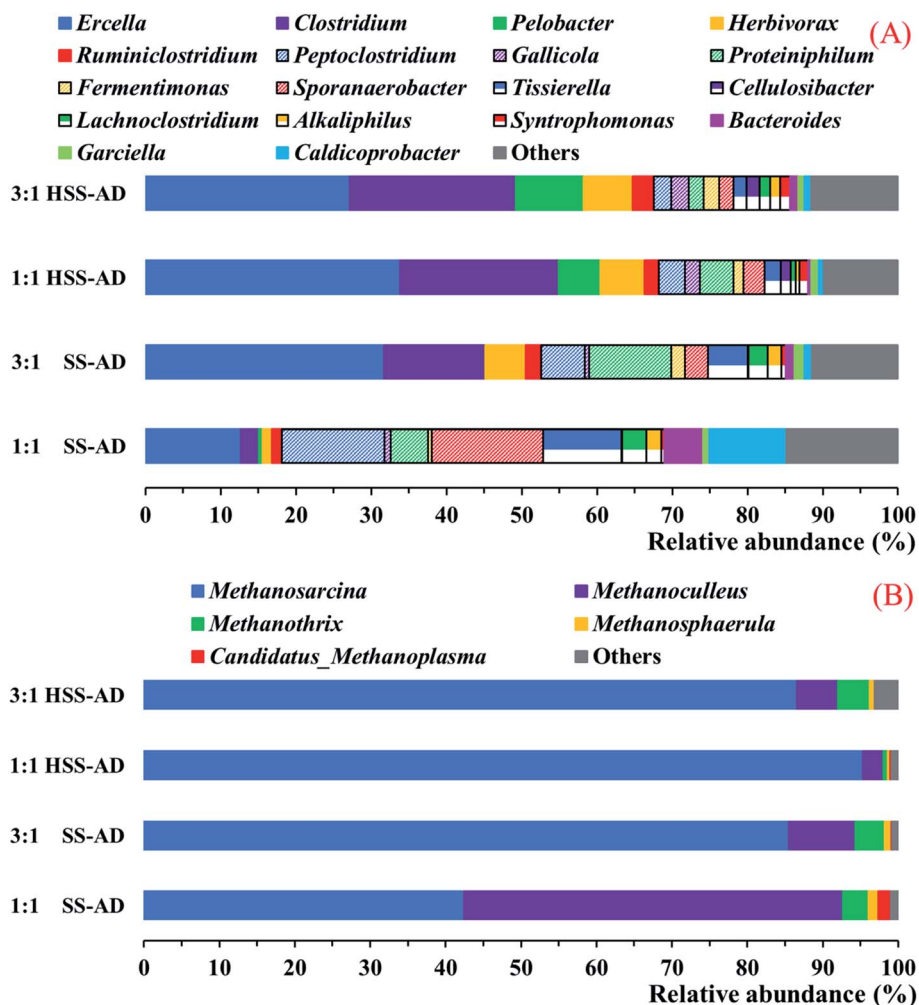 Ercella Clostridium Pelobacter Herbivorax (A)
Ruminiclostridium Peptoclostridium Gallicola Proteiniphilum
Fermentimonas Sporanaerobacter Tissierella Cellulosibacter
Lachnoclostridium Alkaliphilus Syntrophomonas Bacteroides
Garciella Caldicoprobacter Others
3:1 HSS-AD
1:1 HSS-AD
3:1 SS-AD
1:1 SS-AD
0 10 20 30 40 50 60 70 80 90 100
Relative abundance (%)
Methanosarcina Methanoculleus (B)
Methanothrix Methanosphaerula
Candidatus_Methanoplasma Others
3:1 HSS-AD
1:1 HSS-AD
3:1 SS-AD
1:1 SS-AD
0 10 20 30 40 50 60 70 80 90 100
Relative abundance (%)